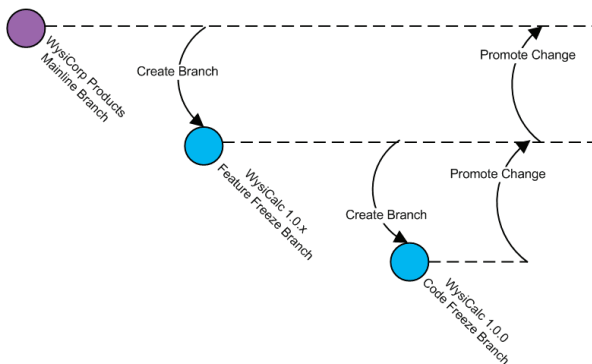 WysiCorp Products
Mainline Branch
Create Branch
Promote Change
WysiCalc 1.0.x
Feature Freeze Branch
Create Branch
Promote Change
WysiCalc 1.0.0
Code Freeze Branch